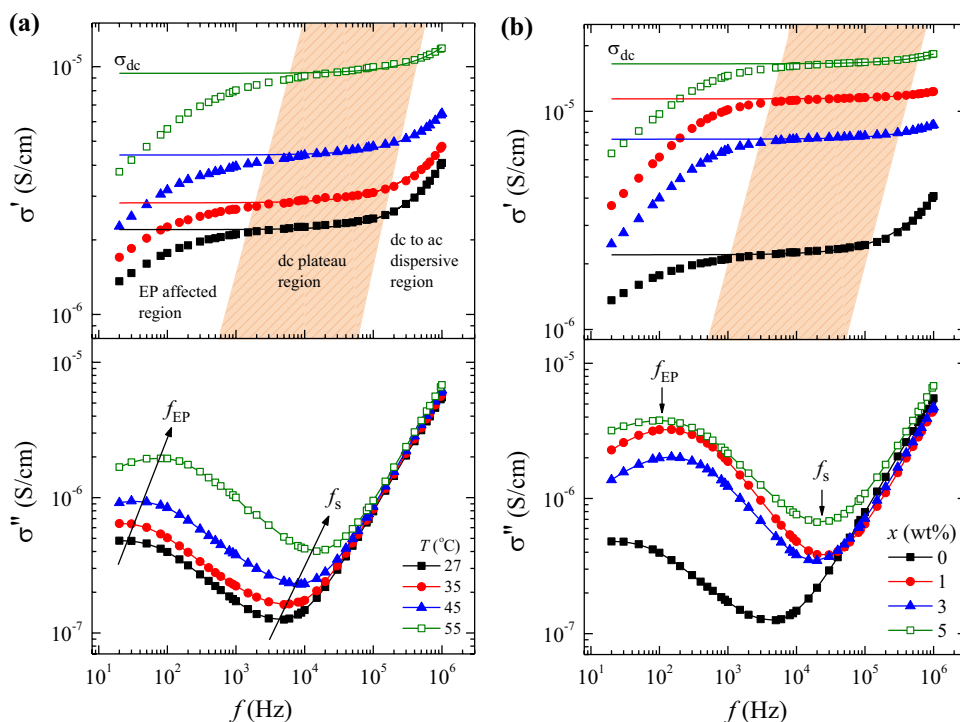 (a)
σ' (S/cm)
10⁻⁵
10⁻⁶
σdc
EP affected
region
dc plateau
region
dc to ac
dispersive
region
σ'' (S/cm)
10⁻⁵
10⁻⁶
10⁻⁷
fEP
fs
T (°C)
27
35
45
55
10¹ 10² 10³ 10⁴ 10⁵ 10⁶
f (Hz)
(b)
σ' (S/cm)
10⁻⁵
10⁻⁶
σdc
σ'' (S/cm)
10⁻⁵
10⁻⁶
10⁻⁷
fEP
fs
x (wt%)
0
1
3
5
10¹ 10² 10³ 10⁴ 10⁵ 10⁶
f (Hz)